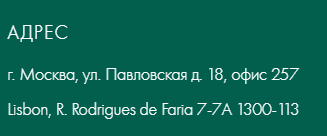 АДРЕС
г. Москва, ул. Павловская д. 18, офис 257
Lisbon, R. Rodrigues de Faria 7-7A 1300-113